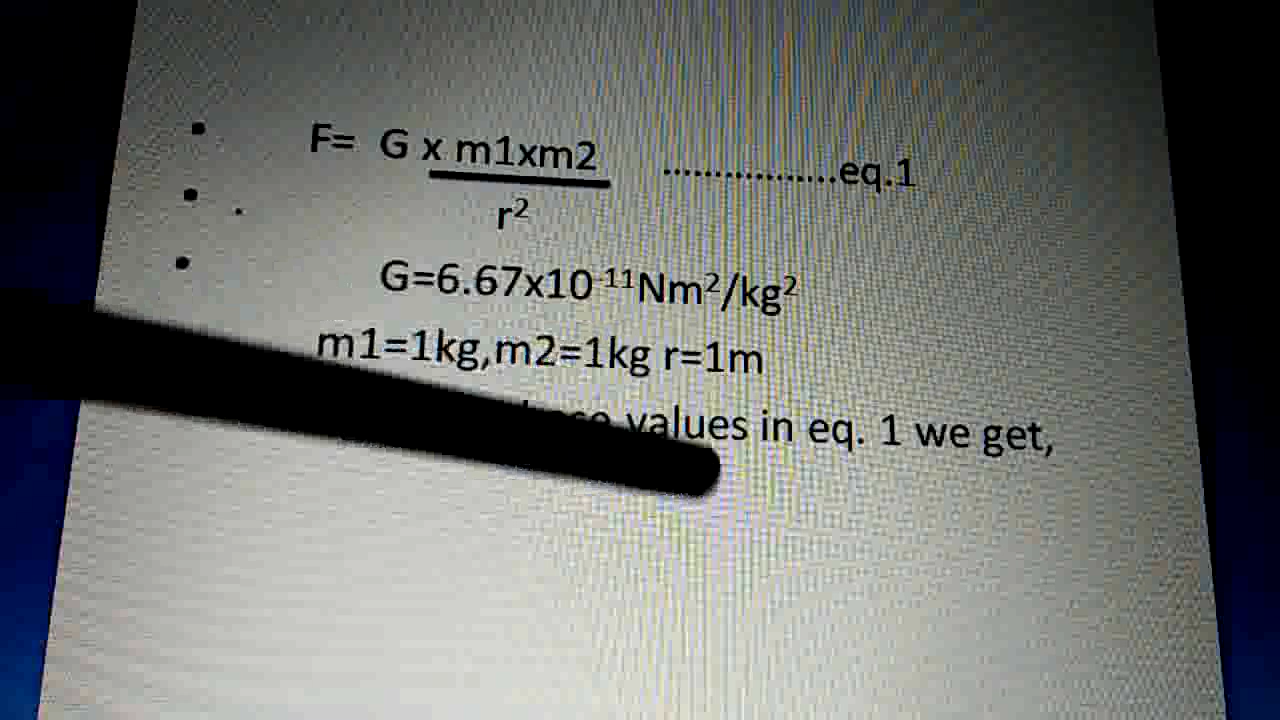 F= G x m1xm2 .................eq.1
r²
G=6.67x10-11Nm²/kg²
m1=1kg,m2=1kg r=1m
values in eq. 1 we get,